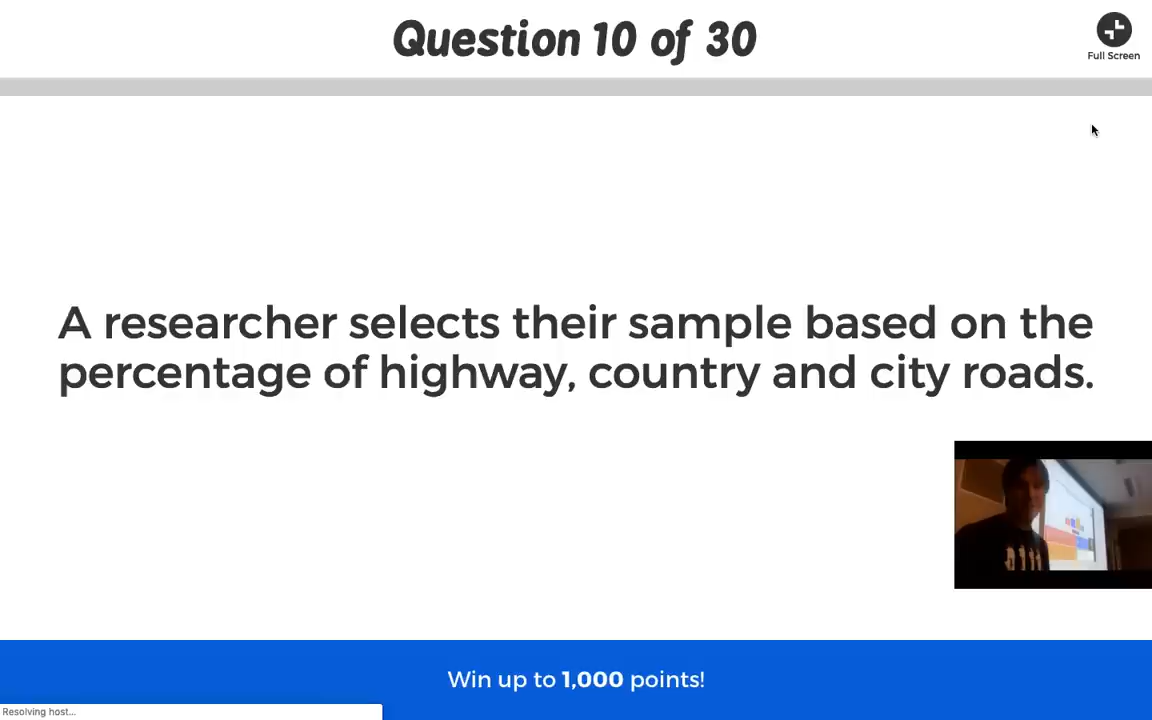 Question 10 of 30
Full Screen
A researcher selects their sample based on the
percentage of highway, country and city roads.
Win up to 1,000 points!
Resolving host...